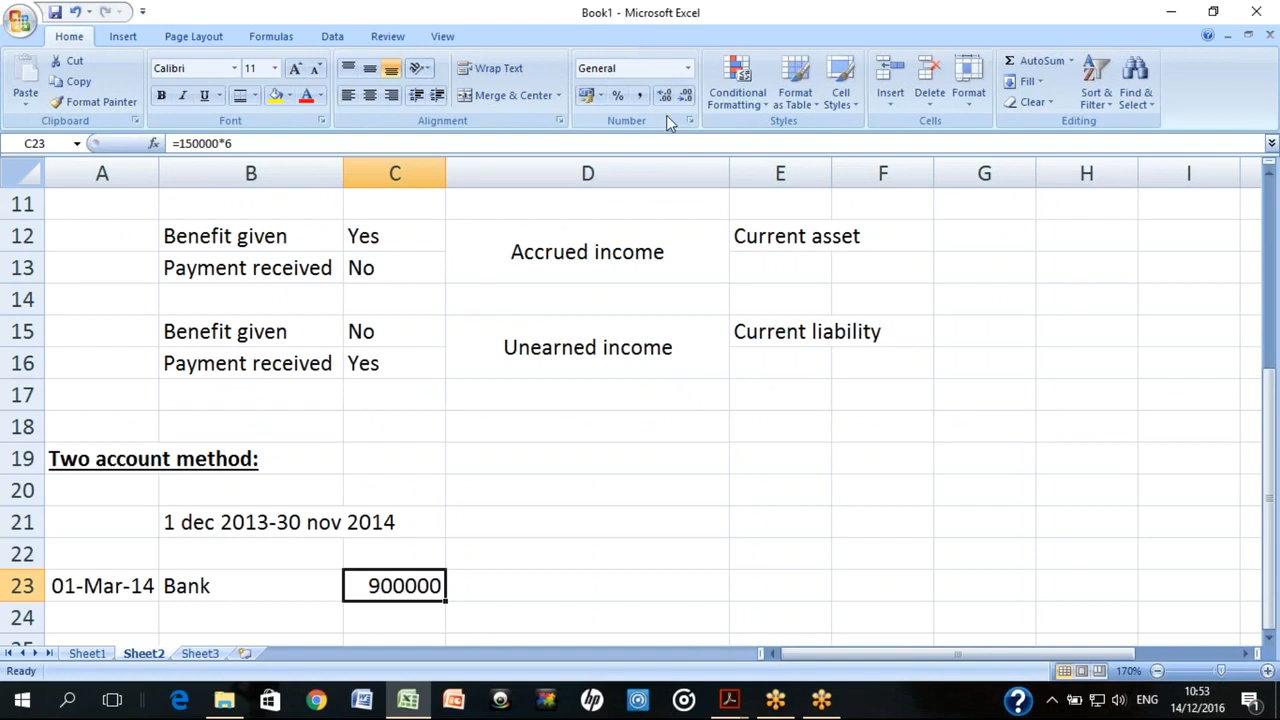 Book1 - Microsoft Excel
Home Insert Page Layout Formulas Data Review View
Paste
Cut
Copy
Format Painter
Clipboard
Calibri 11
B I U
Font
Wrap Text
Merge & Center
Alignment
General
% ,
Number
Conditional Formatting
Format as Table
Cell Styles
Styles
Insert Delete Format
Cells
Σ AutoSum
Fill
Clear
Sort & Filter
Find & Select
Editing
C23 fx =150000*6
A B C D E F G H I
11
12 Benefit given Yes Accrued income Current asset
13 Payment received No
14
15 Benefit given No Unearned income Current liability
16 Payment received Yes
17
18
19 Two account method:
20
21 1 dec 2013-30 nov 2014
22
23 01-Mar-14 Bank 900000
24
25
Sheet1 Sheet2 Sheet3
Ready 170%
ENG 10:53
14/12/2016